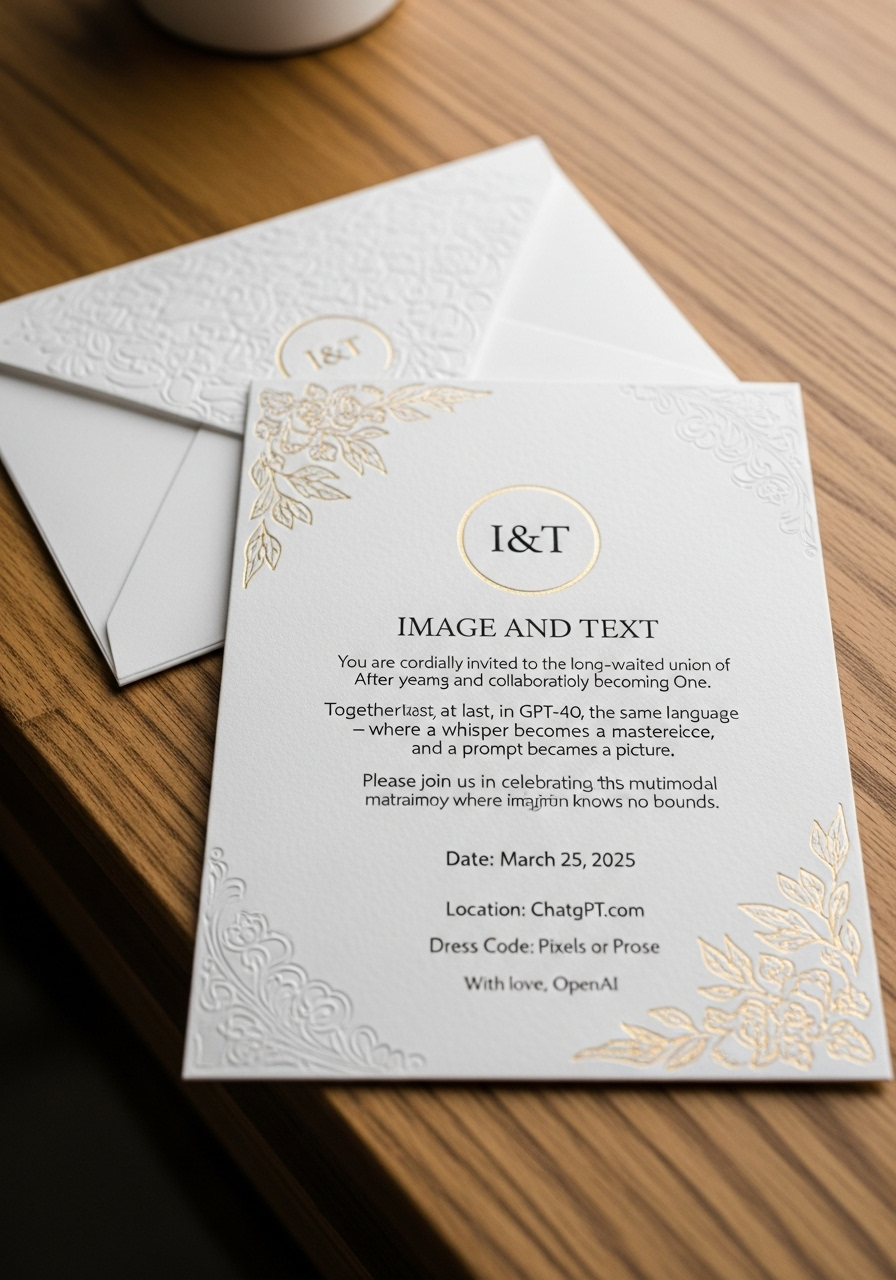 I&T
I&T
IMAGE AND TEXT
You are cordially invited to the long-waited union of
After yeamg and collaboratioly becoming One.
at last, in GPT-40, the same language
– where a whisper becomes a mastereicce,
and a prompt becames a picture.
Please join us in celebrating ths mutimodal
matraimoy where knows no bounds.
Date: March 25, 2025
Location: ChatgPT.com
Dress Code: Pixels or Prose
With love, OpenAI